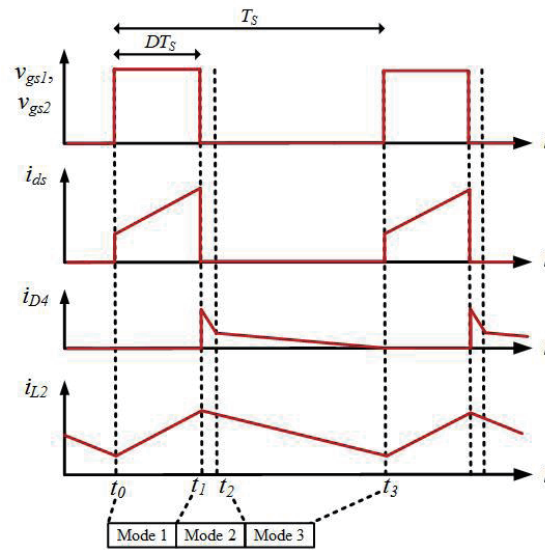 T_S
DT_S
v_gs1,
v_gs2
i_ds
i_D4
i_L2
t_0 t_1 t_2 t_3
Mode 1 Mode 2 Mode 3